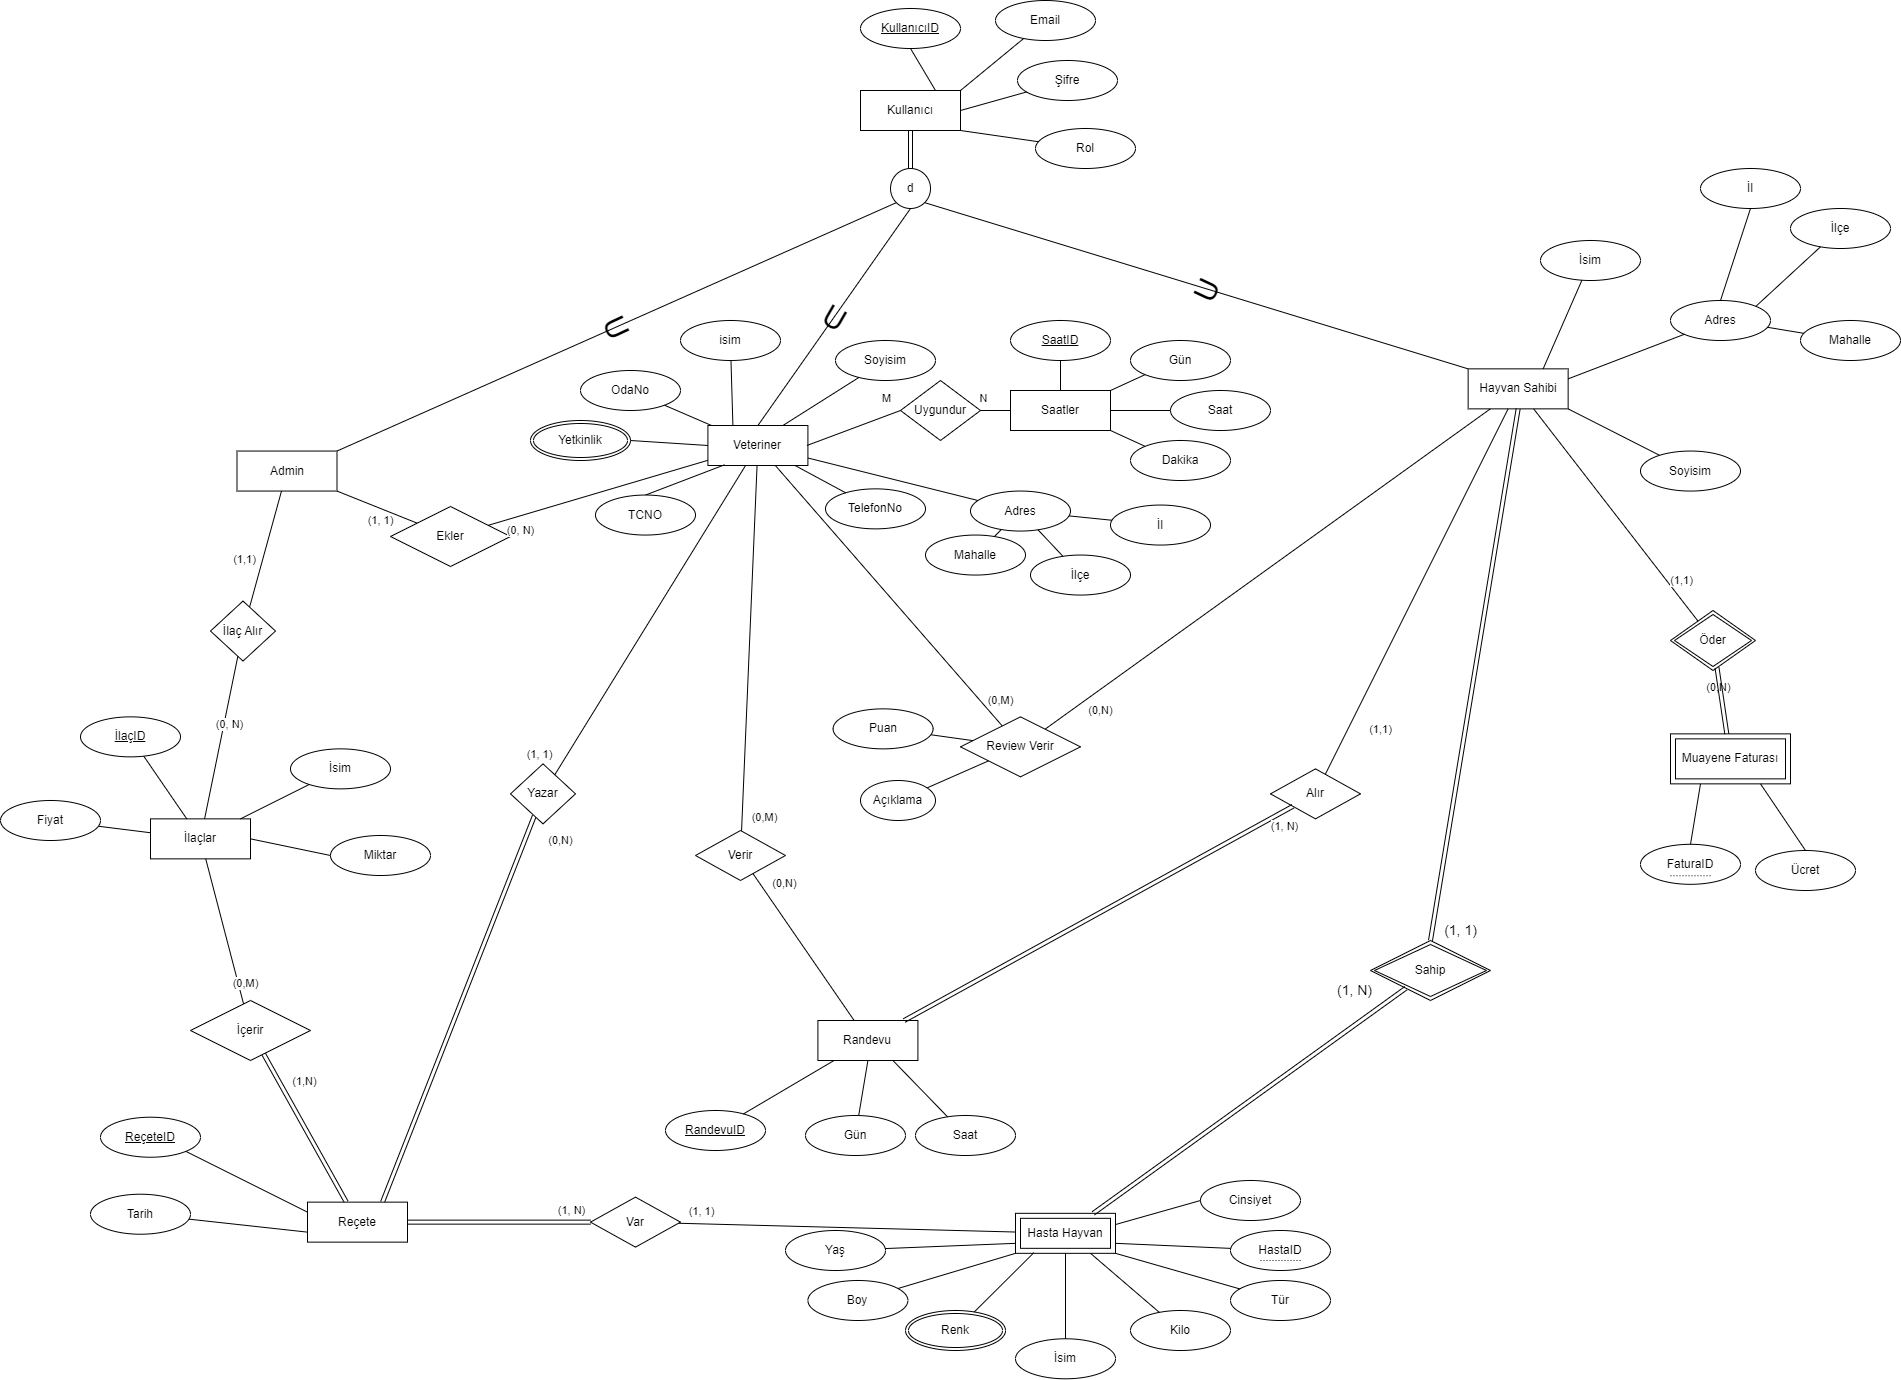 KullanıcıID
Email
Şifre
Kullanıcı
Rol
d
İl
İlçe
İsim
Adres
Mahalle
isim
Soyisim
SaatID
Gün
OdaNo
M
N
Uygundur
Saatler
Saat
Hayvan Sahibi
Yetkinlik
Veteriner
Dakika
Admin
Soyisim
TCNO
TelefonNo
Adres
İl
(1, 1)
Ekler
(0, N)
Mahalle
İlçe
(1,1)
(1,1)
İlaç Alır
Öder
(0, N)
(0,N)
(0,M)
(0,N)
İlaçID
Puan
Review Verir
(1,1)
İsim
(1, 1)
Muayene Faturası
Yazar
Alır
Açıklama
Fiyat
(0,M)
(1, N)
İlaçlar
(0,N)
Miktar
Verir
FaturaID
Ücret
(0,N)
(1, 1)
Sahip
(0,M)
(1, N)
İçerir
Randevu
(1,N)
ReçeteID
RandevuID
Gün
Saat
Tarih
Reçete
(1, N)
Var
(1, 1)
Cinsiyet
Hasta Hayvan
Yaş
HastaID
Boy
Tür
Renk
Kilo
İsim